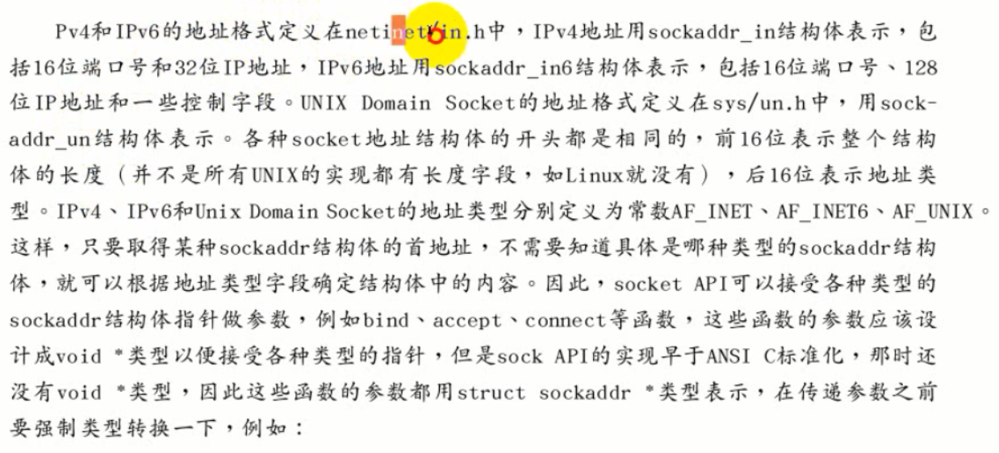 Pv4和IPv6的地址格式定义在netinet/in.h中，IPv4地址用sockaddr_in结构体表示，包
括16位端口号和32位IP地址，IPv6地址用sockaddr_in6结构体表示，包括16位端口号、128
位IP地址和一些控制字段。UNIX Domain Socket的地址格式定义在sys/un.h中，用sock-
addr_un结构体表示。各种socket地址结构体的开头都是相同的，前16位表示整个结构
体的长度（并不是所有UNIX的实现都有长度字段，如Linux就没有），后16位表示地址类
型。IPv4、IPv6和Unix Domain Socket的地址类型分别定义为常数AF_INET、AF_INET6、AF_UNIX。
这样，只要取得某种sockaddr结构体的首地址，不需要知道具体是哪种类型的sockaddr结构
体，就可以根据地址类型字段确定结构体中的内容。因此，socket API可以接受各种类型的
sockaddr结构体指针做参数，例如bind、accept、connect等函数，这些函数的参数应该设
计成void *类型以便接受各种类型的指针，但是sock API的实现早于ANSI C标准化，那时还
没有void *类型，因此这些函数的参数都用struct sockaddr *类型表示，在传递参数之前
要强制类型转换一下，例如：